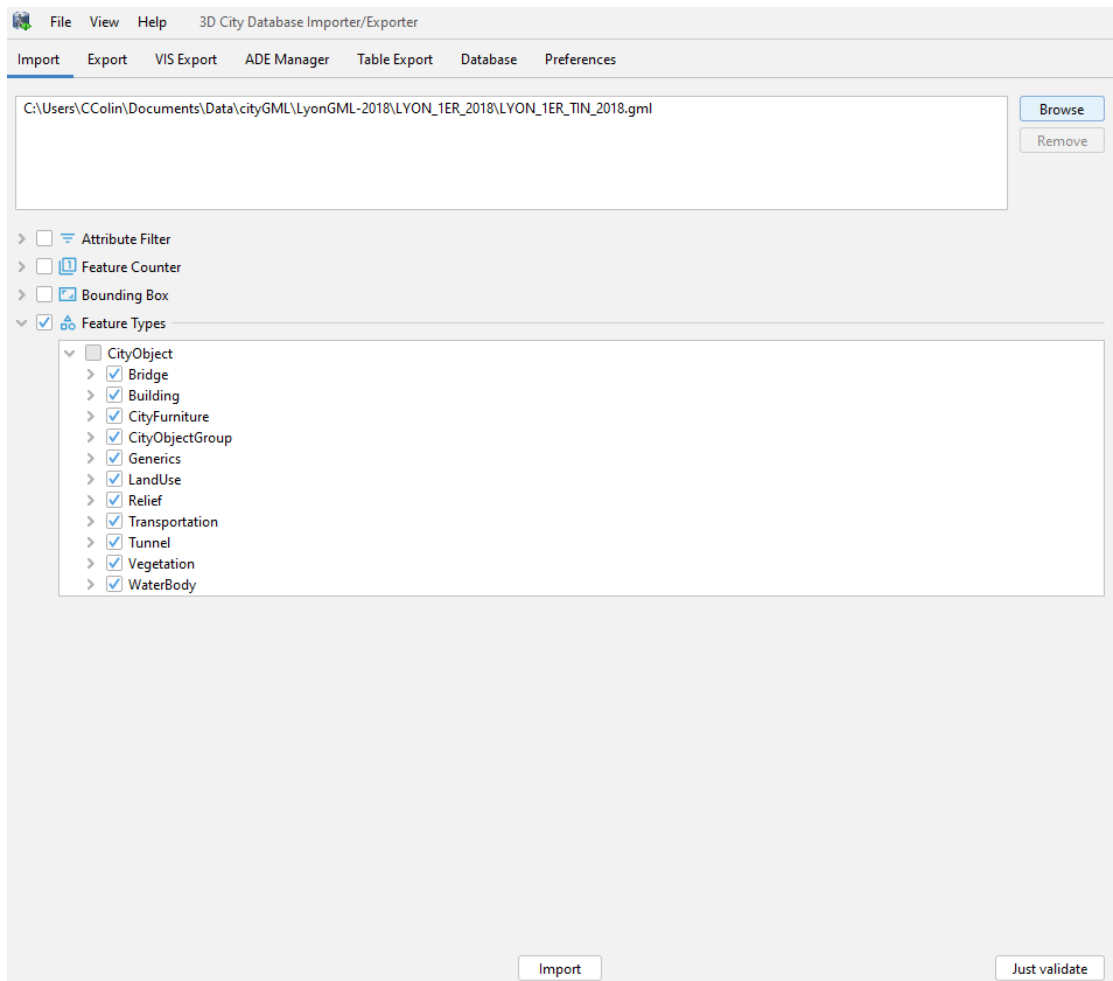 File View Help 3D City Database Importer/Exporter
Import Export VIS Export ADE Manager Table Export Database Preferences
C:\Users\CColin\Documents\Data\cityGML\LyonGML-2018\LYON_1ER_2018\LYON_1ER_TIN_2018.gml
Browse
Remove
Attribute Filter
Feature Counter
Bounding Box
Feature Types
CityObject
Bridge
Building
CityFurniture
CityObjectGroup
Generics
LandUse
Relief
Transportation
Tunnel
Vegetation
WaterBody
Import Just validate